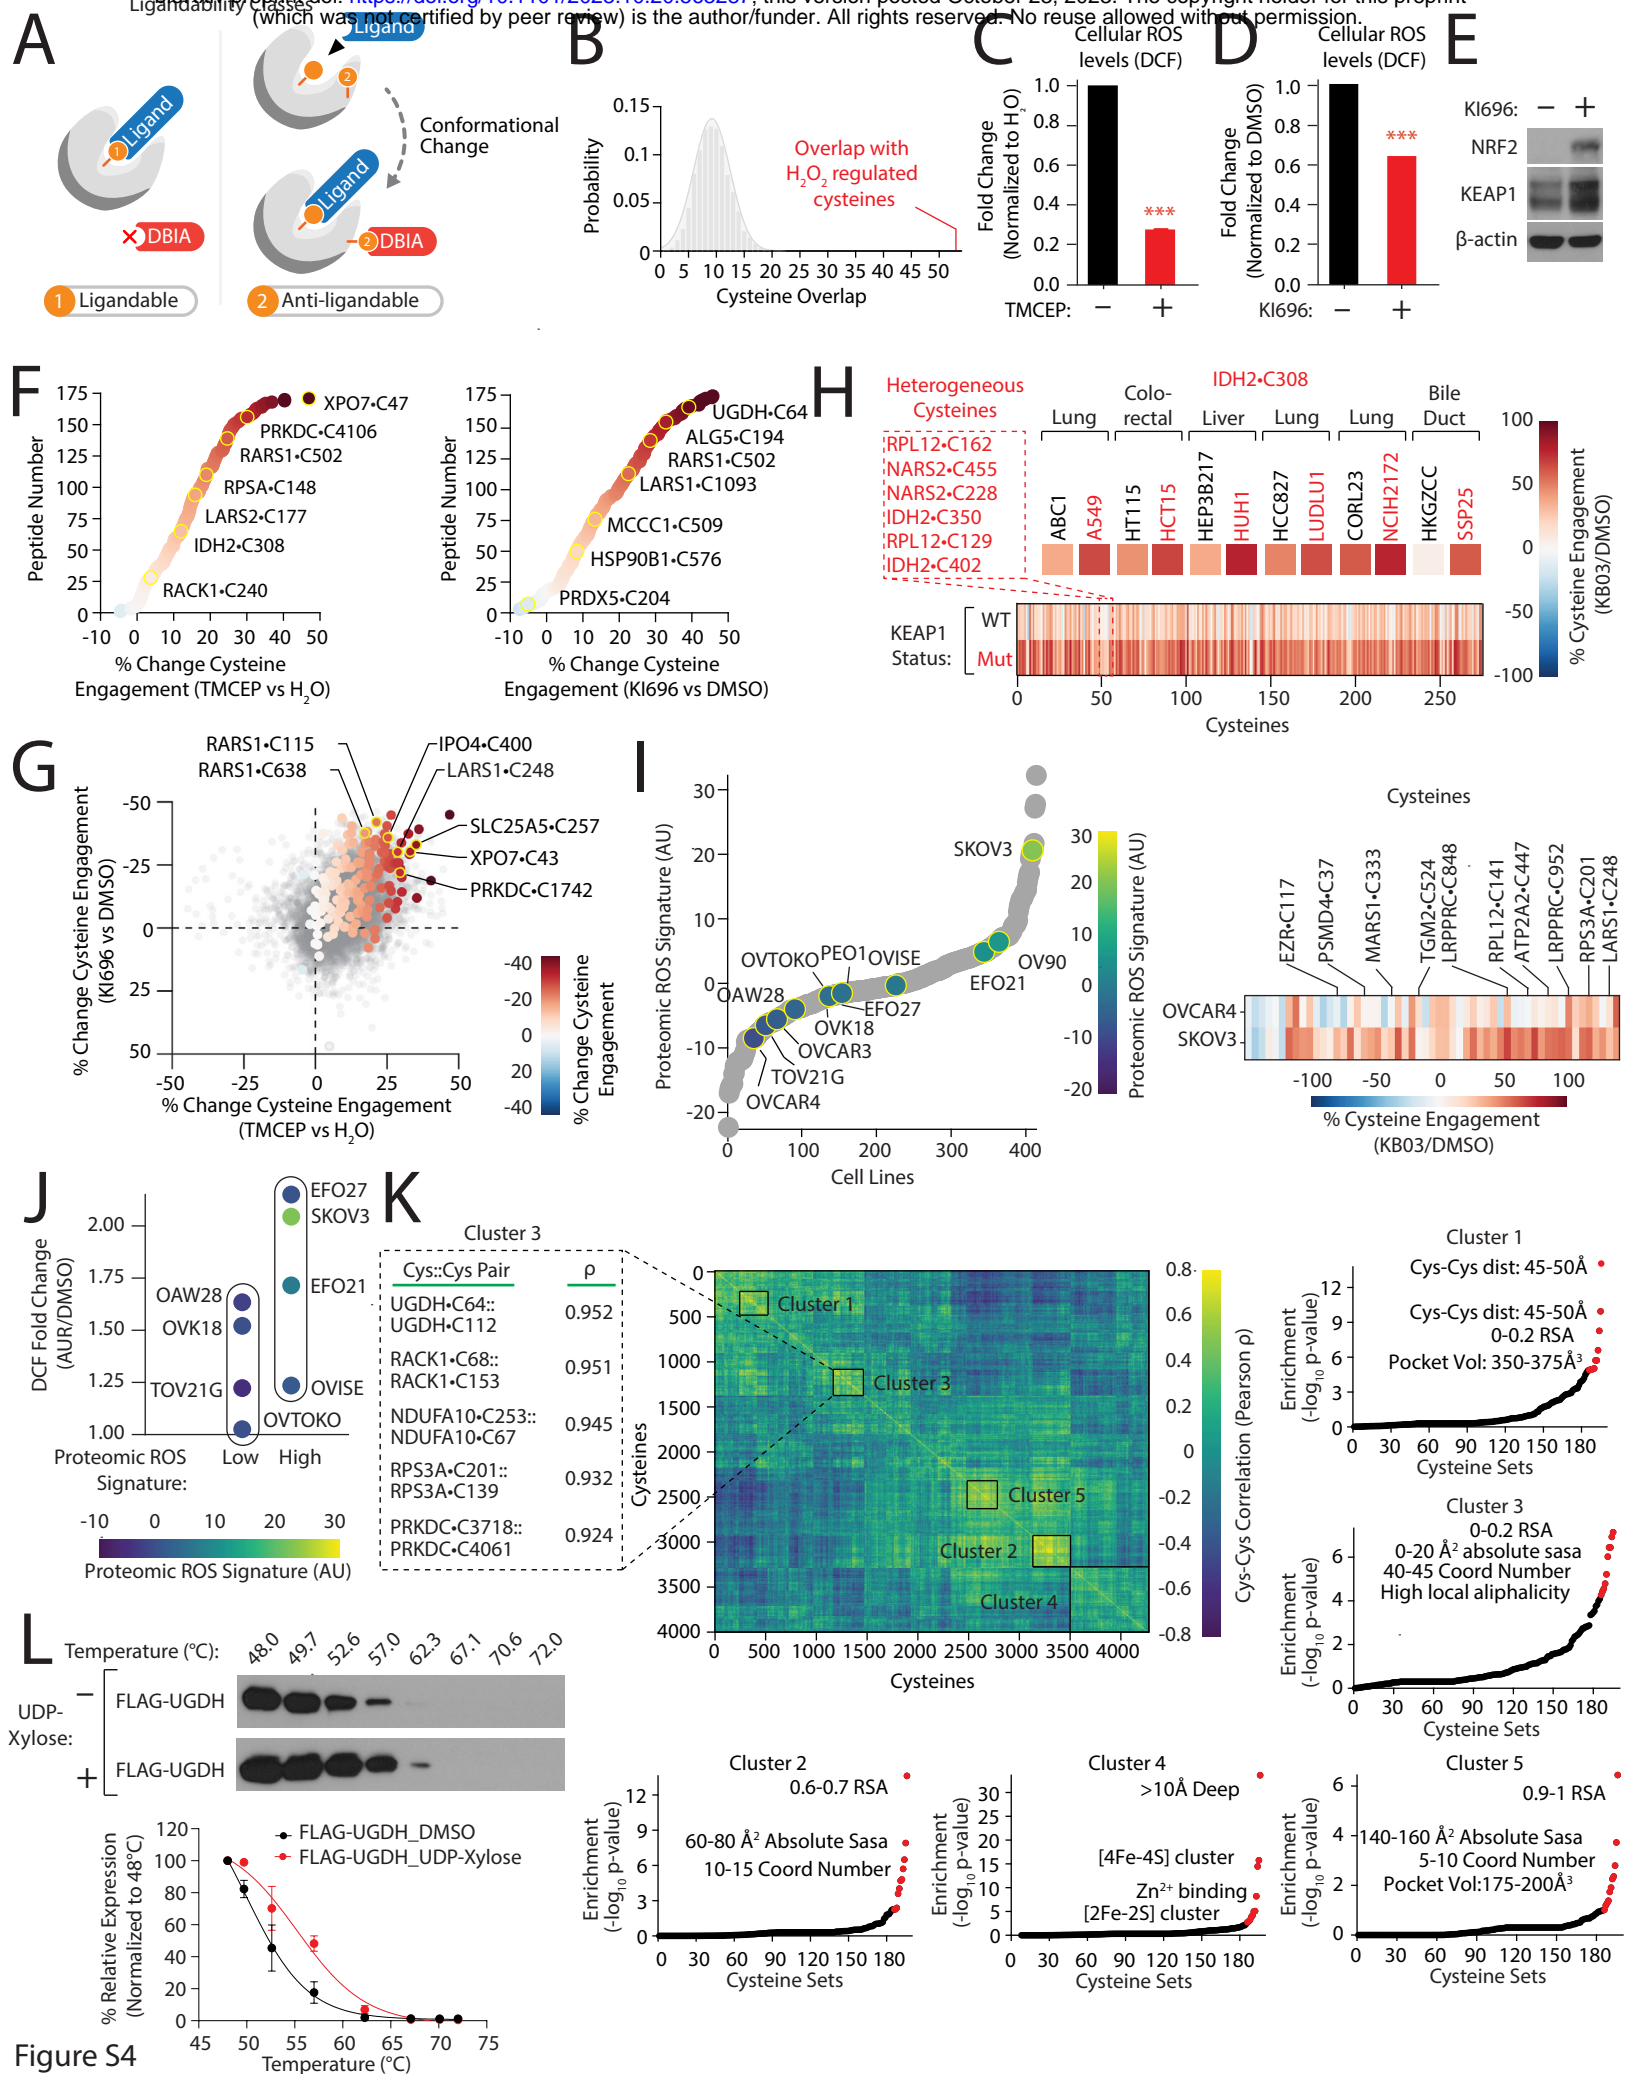 Ligandability Classes
https://doi.org/10.1101/2023.10.20.563287; this version posted October 23, 2023. The copyright holder for this preprint
(which was not certified by peer review) is the author/funder. All rights reserved. No reuse allowed without permission.
A
Ligand
1
Ligand
2
Conformational
Change
Ligand
DBIA
2 DBIA
1 Ligandable
2 Anti-ligandable
B
Probability
0.15
0.1
0.05
0
Overlap with
H2O2 regulated
cysteines
0 5 10 15 20 25 30 35 40 45 50
Cysteine Overlap
C
Cellular ROS
levels (DCF)
Fold Change
(Normalized to H2O)
1.0
0.8
0.6
0.4
0.2
0.0
***
TMCEP: − +
D
Cellular ROS
levels (DCF)
Fold Change
(Normalized to DMSO)
1.0
0.8
0.6
0.4
0.2
0.0
***
KI696: − +
E
KI696: − +
NRF2
KEAP1
β-actin
F
Peptide Number
175
150
125
100
75
50
25
0
XPO7•C47
PRKDC•C4106
RARS1•C502
RPSA•C148
LARS2•C177
IDH2•C308
RACK1•C240
-10 0 10 20 30 40 50
% Change Cysteine
Engagement (TMCEP vs H2O)
Peptide Number
175
150
125
100
75
50
25
0
UGDH•C64
ALG5•C194
RARS1•C502
LARS1•C1093
MCCC1•C509
HSP90B1•C576
PRDX5•C204
-10 0 10 20 30 40 50
% Change Cysteine
Engagement (KI696 vs DMSO)
H
Heterogeneous
Cysteines
RPL12•C162
NARS2•C455
NARS2•C228
IDH2•C350
RPL12•C129
IDH2•C402
IDH2•C308
Lung
Colo-
rectal
Liver
Lung
Lung
Bile
Duct
ABC1
A549
HT115
HCT15
HEP3B217
HUH1
HCC827
LUDLU1
CORL23
NCIH2172
HKGZCC
SSP25
100
50
0
-50
-100
% Cysteine Engagement
(KB03/DMSO)
KEAP1
Status:
WT
Mut
0 50 100 150 200 250
Cysteines
G
RARS1•C115
RARS1•C638
IPO4•C400
LARS1•C248
SLC25A5•C257
XPO7•C43
PRKDC•C1742
% Change Cysteine Engagement
(KI696 vs DMSO)
-50
-25
0
25
50
-50 -25 0 25 50
% Change Cysteine Engagement
(TMCEP vs H2O)
-40
-20
0
20
40
-40
% Change Cysteine
Engagement
I
Proteomic ROS Signature (AU)
30
20
10
0
-10
-20
SKOV3
OVTOKO
PEO1
OVISE
OV90
EFO21
OAW28
EFO27
OVK18
OVCAR3
TOV21G
OVCAR4
0 100 200 300 400
Cell Lines
30
20
10
0
-10
-20
Proteomic ROS Signature (AU)
Cysteines
EZR•C117
PSMD4•C37
MARS1•C333
TGM2•C524
LRPPRC•C848
RPL12•C141
ATP2A2•C447
LRPPRC•C952
RPS3A•C201
LARS1•C248
OVCAR4
SKOV3
-100 -50 0 50 100
% Cysteine Engagement
(KB03/DMSO)
J
DCF Fold Change
(AUR/DMSO)
2.00
1.75
1.50
1.25
1.00
EFO27
SKOV3
EFO21
OVISE
OAW28
OVK18
TOV21G
OVTOKO
Proteomic ROS
Signature:
Low High
-10 0 10 20 30
Proteomic ROS Signature (AU)
K
Cluster 3
Cys::Cys Pair ρ
UGDH•C64::
UGDH•C112
0.952
RACK1•C68::
RACK1•C153
0.951
NDUFA10•C253::
NDUFA10•C67
0.945
RPS3A•C201::
RPS3A•C139
0.932
PRKDC•C3718::
PRKDC•C4061
0.924
Cysteines
0
500
1000
1500
2000
2500
3000
3500
4000
Cluster 1
Cluster 3
Cluster 5
Cluster 2
Cluster 4
0 500 1000 1500 2000 2500 3000 3500 4000
Cysteines
0.8
0.6
0.4
0.2
0
-0.2
-0.4
-0.6
-0.8
Cys-Cys Correlation (Pearson ρ)
Cluster 1
Cys-Cys dist: 45-50Å
Cys-Cys dist: 45-50Å
0-0.2 RSA
Pocket Vol: 350-375Å3
Enrichment
(-log10 p-value)
12
9
6
3
0
0 30 60 90 120 150 180
Cysteine Sets
Cluster 3
0-0.2 RSA
0-20 Å2 absolute sasa
40-45 Coord Number
High local aliphalicity
Enrichment
(-log10 p-value)
6
4
2
0
0 30 60 90 120 150 180
Cysteine Sets
L
Temperature (°C):
48.0 49.7 52.6 57.0 62.3 67.1 70.6 72.0
UDP-
Xylose:
− FLAG-UGDH
+ FLAG-UGDH
% Relative Expression
(Normalized to 48°C)
120
100
80
60
40
20
0
FLAG-UGDH_DMSO
FLAG-UGDH_UDP-Xylose
45 50 55 60 65 70 75
Temperature (°C)
Cluster 2
0.6-0.7 RSA
60-80 Å2 Absolute Sasa
10-15 Coord Number
Enrichment
(-log10 p-value)
12
9
6
3
0
0 30 60 90 120 150 180
Cysteine Sets
Cluster 4
>10Å Deep
[4Fe-4S] cluster
Zn2+ binding
[2Fe-2S] cluster
Enrichment
(-log10 p-value)
30
25
20
15
10
5
0
0 30 60 90 120 150 180
Cysteine Sets
Cluster 5
0.9-1 RSA
140-160 Å2 Absolute Sasa
5-10 Coord Number
Pocket Vol:175-200Å3
Enrichment
(-log10 p-value)
6
4
2
0
0 30 60 90 120 150 180
Cysteine Sets
Figure S4